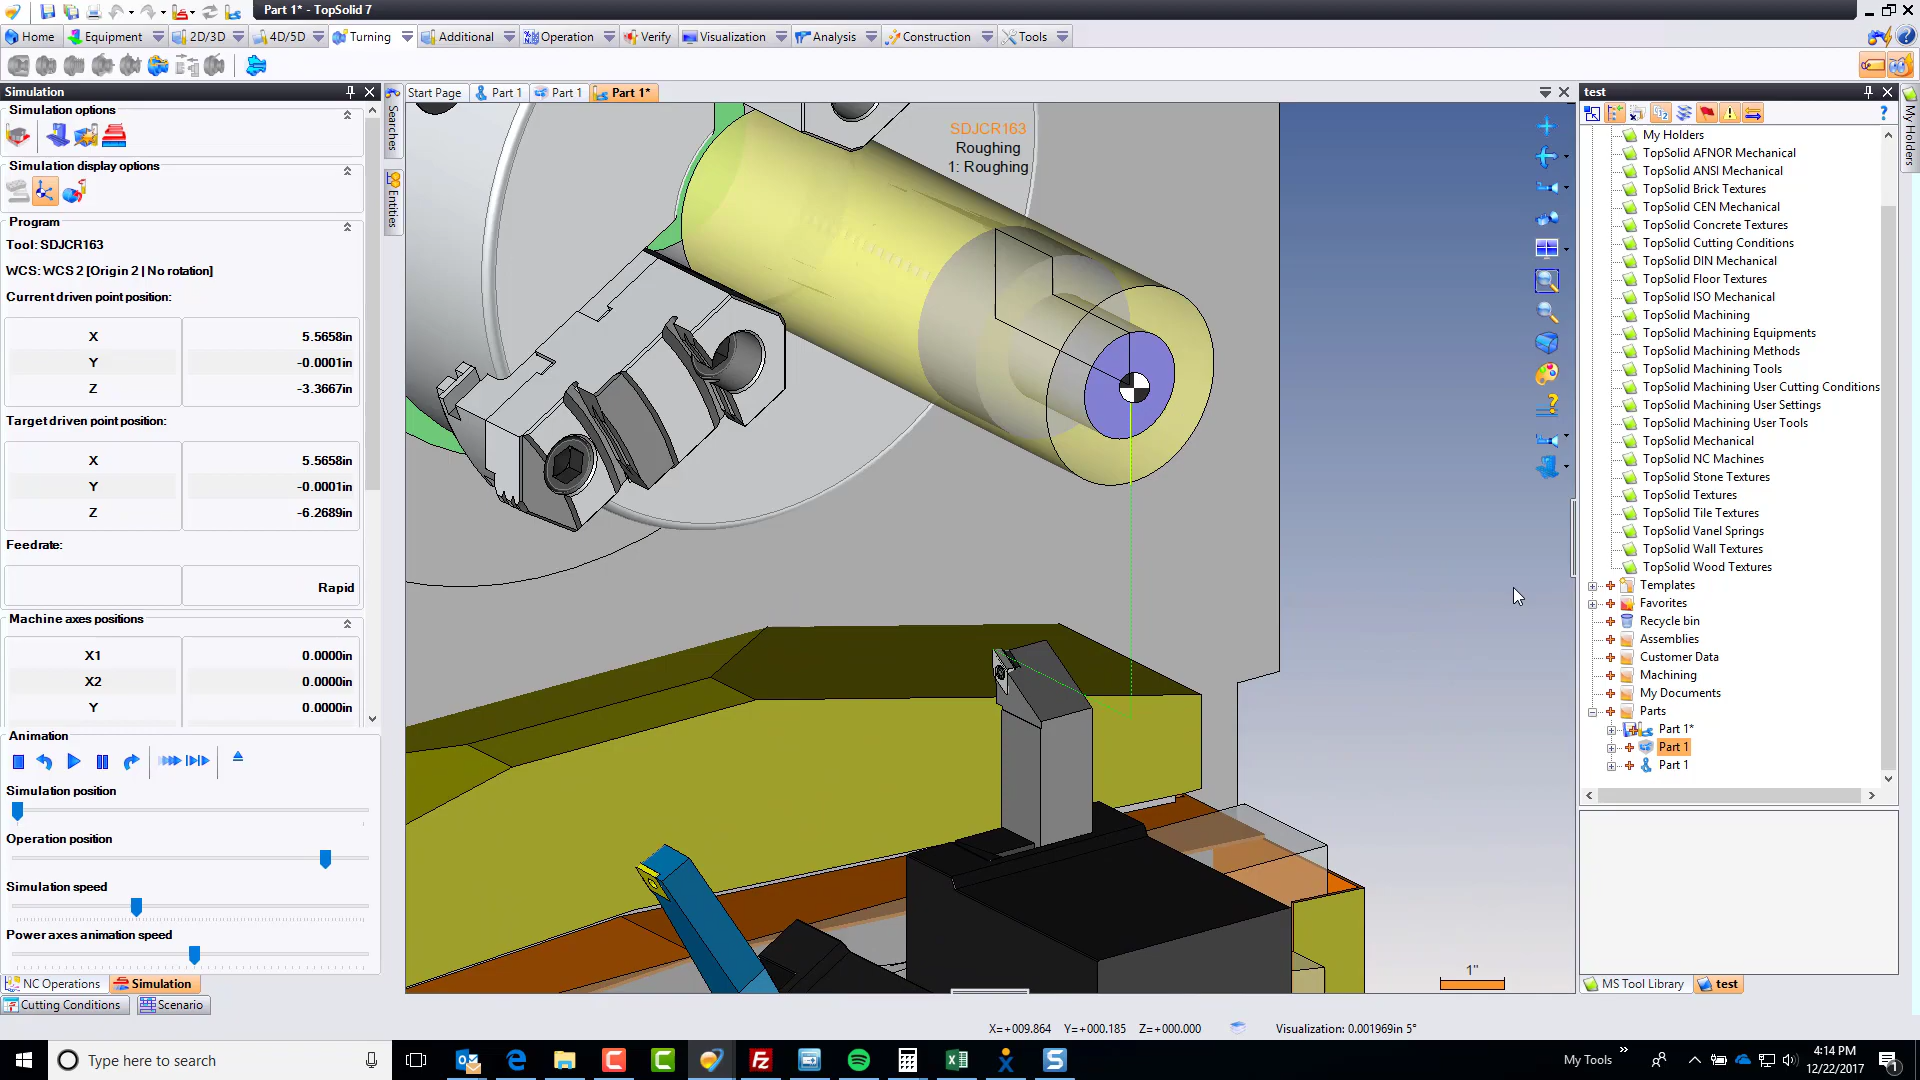 Part 1* - TopSolid 7
Home
Equipment
2D/3D
4D/5D
Turning
Additional
Operation
Verify
Visualization
Analysis
Construction
Tools
Simulation
Start Page
Part 1
Part 1
Part 1*
test
Searches
Entities
My Holders
Simulation options
Simulation display options
Program
Tool: SDJCR163
WCS: WCS 2 [Origin 2 | No rotation]
Current driven point position:
X 5.5658in
Y -0.0001in
Z -3.3667in
Target driven point position:
X 5.5658in
Y -0.0001in
Z -6.2689in
Feedrate:
Rapid
Machine axes positions
X1 0.0000in
X2 0.0000in
Y 0.0000in
Animation
Simulation position
Operation position
Simulation speed
Power axes animation speed
NC Operations
Simulation
Cutting Conditions
Scenario
SDJCR163
Roughing
1: Roughing
1"
My Holders
TopSolid AFNOR Mechanical
TopSolid ANSI Mechanical
TopSolid Brick Textures
TopSolid CEN Mechanical
TopSolid Concrete Textures
TopSolid Cutting Conditions
TopSolid DIN Mechanical
TopSolid Floor Textures
TopSolid ISO Mechanical
TopSolid Machining
TopSolid Machining Equipments
TopSolid Machining Methods
TopSolid Machining Tools
TopSolid Machining User Cutting Conditions
TopSolid Machining User Settings
TopSolid Machining User Tools
TopSolid Mechanical
TopSolid NC Machines
TopSolid Stone Textures
TopSolid Textures
TopSolid Tile Textures
TopSolid Vanel Springs
TopSolid Wall Textures
TopSolid Wood Textures
Templates
Favorites
Recycle bin
Assemblies
Customer Data
Machining
My Documents
Parts
Part 1*
Part 1
Part 1
MS Tool Library
test
X=+009.864 Y=+000.185 Z=+000.000
Visualization: 0.001969in 5°
Type here to search
My Tools
4:14 PM
12/22/2017